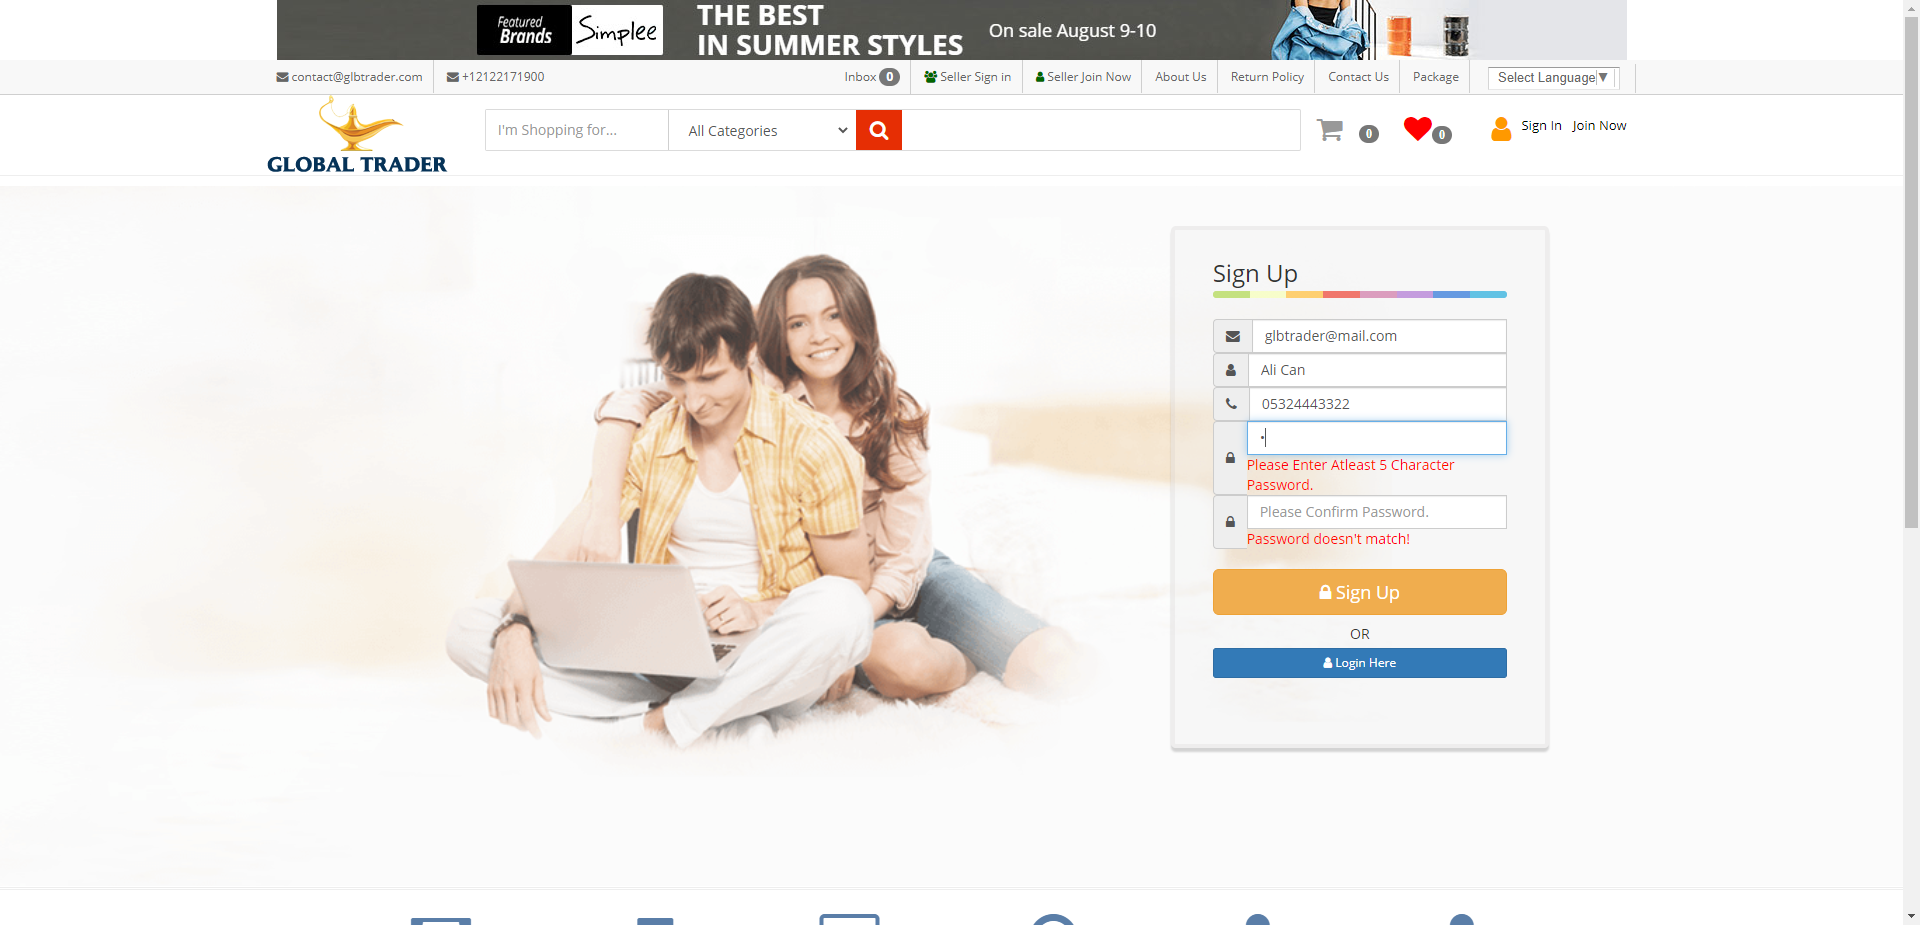 Featured
Brands
Simplee
THE BEST
IN SUMMER STYLES
On sale August 9-10
contact@glbtrader.com
+12122171900
Inbox 0
Seller Sign in
Seller Join Now
About Us
Return Policy
Contact Us
Package
Select Language▼
GLOBAL TRADER
I'm Shopping for...
All Categories
0
0
Sign In
Join Now
Sign Up
glbtrader@mail.com
Ali Can
05324443322
Please Enter Atleast 5 Character
Password.
Please Confirm Password.
Password doesn't match!
Sign Up
OR
Login Here